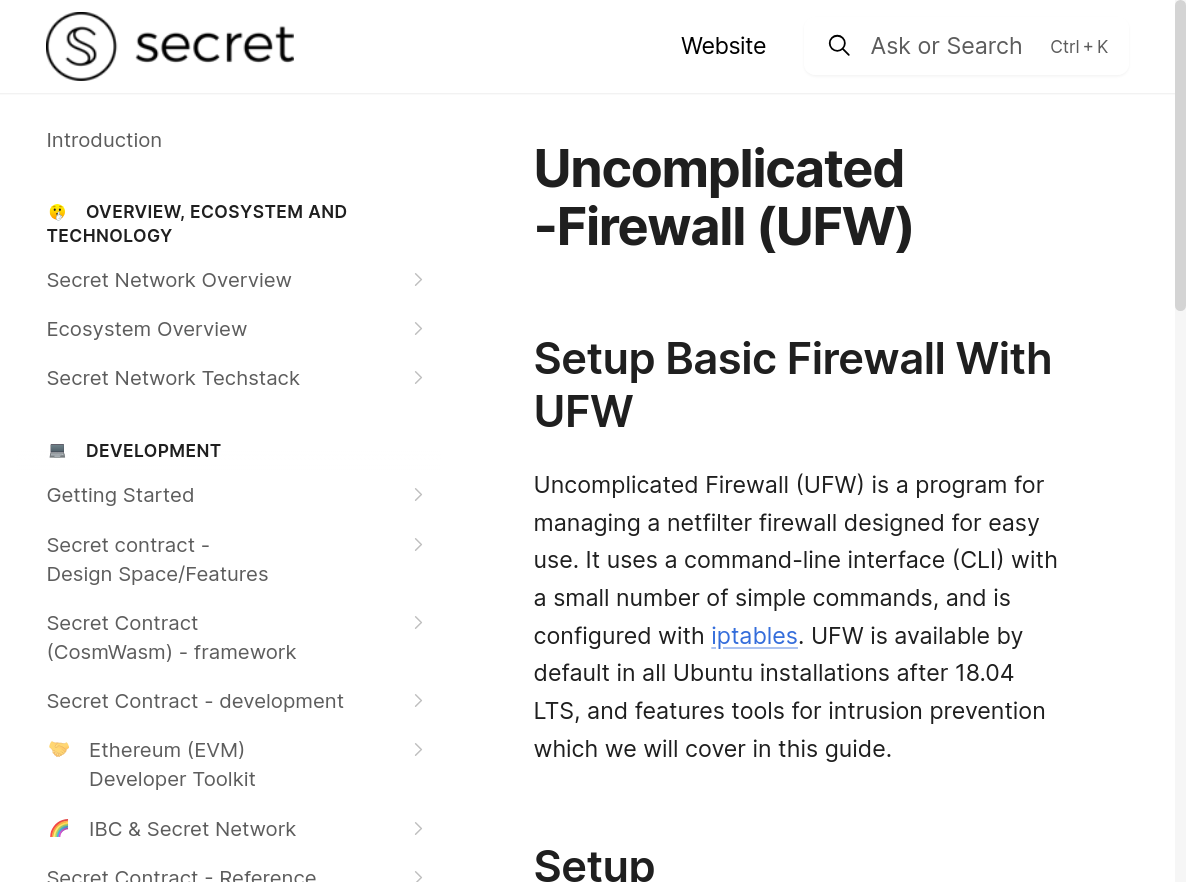 secret
Website
Ask or Search
Ctrl + K
Introduction
OVERVIEW, ECOSYSTEM AND
TECHNOLOGY
Secret Network Overview
Ecosystem Overview
Secret Network Techstack
DEVELOPMENT
Getting Started
Secret contract -
Design Space/Features
Secret Contract
(CosmWasm) - framework
Secret Contract - development
Ethereum (EVM)
Developer Toolkit
IBC & Secret Network
Secret Contract - Reference
Uncomplicated
-Firewall (UFW)
Setup Basic Firewall With
UFW
Uncomplicated Firewall (UFW) is a program for
managing a netfilter firewall designed for easy
use. It uses a command-line interface (CLI) with
a small number of simple commands, and is
configured with iptables. UFW is available by
default in all Ubuntu installations after 18.04
LTS, and features tools for intrusion prevention
which we will cover in this guide.
Setup